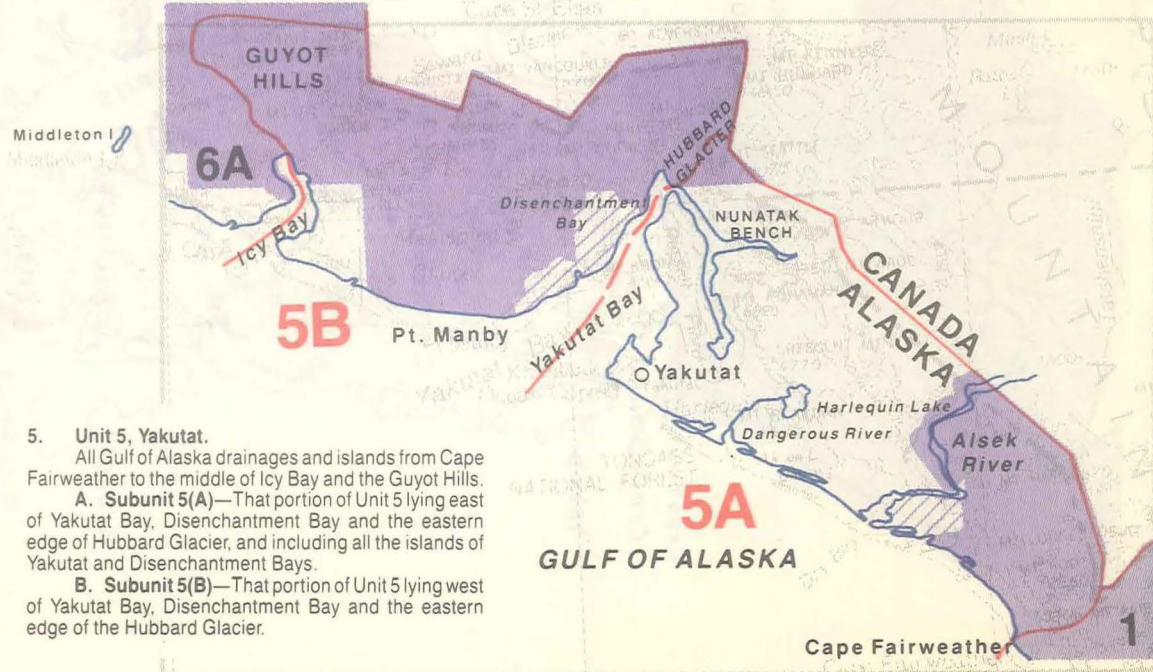 GUYOT
HILLS
Middleton I
6A
HUBBARD
GLACIER
Disenchantment
Bay
NUNATAK
BENCH
Icy Bay
CANADA
ALASKA
5B
Pt. Manby
Yakutat Bay
Yakutat
Harlequin Lake
Dangerous River
Alsek
River
5. Unit 5, Yakutat.
All Gulf of Alaska drainages and islands from Cape
Fairweather to the middle of Icy Bay and the Guyot Hills.
A. Subunit 5(A)—That portion of Unit 5 lying east
of Yakutat Bay, Disenchantment Bay and the eastern
edge of Hubbard Glacier, and including all the islands of
Yakutat and Disenchantment Bays.
B. Subunit 5(B)—That portion of Unit 5 lying west
of Yakutat Bay, Disenchantment Bay and the eastern
edge of the Hubbard Glacier.
TONGASS
NATIONAL FOREST
5A
GULF OF ALASKA
Cape Fairweather
1